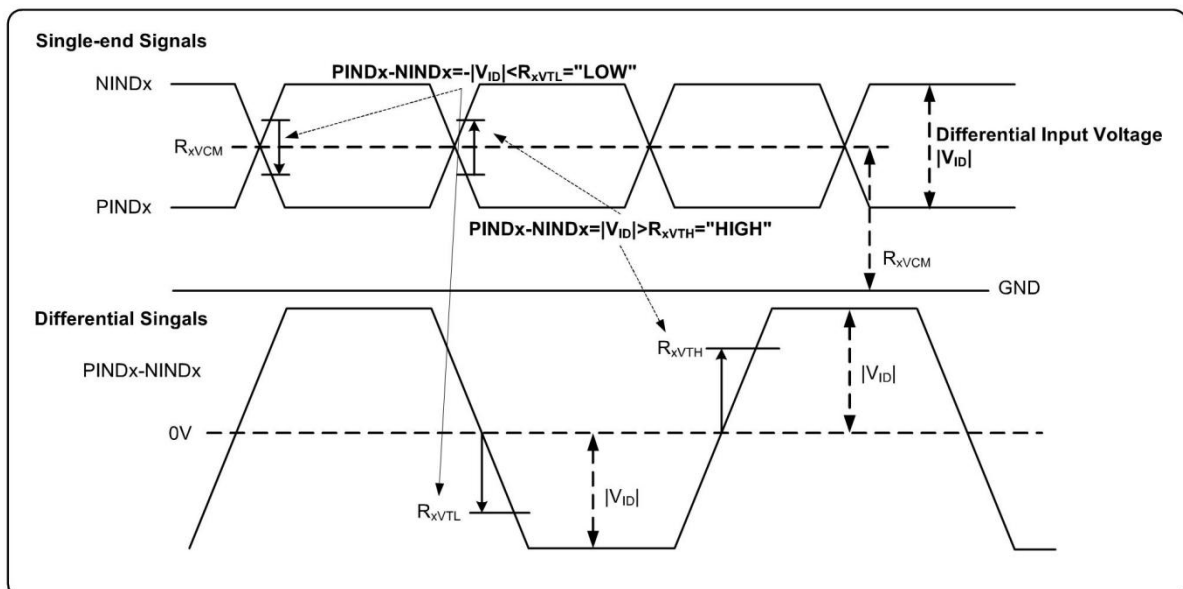 Single-end Signals
PINDx-NINDx=-|VID|<RxVTL="LOW"
NINDx
RxVCM
Differential Input Voltage
|VID|
PINDx
PINDx-NINDx=|VID|>RxVTH="HIGH"
RxVCM
GND
Differential Singals
RxVTH
PINDx-NINDx
|VID|
0V
|VID|
RxVTL